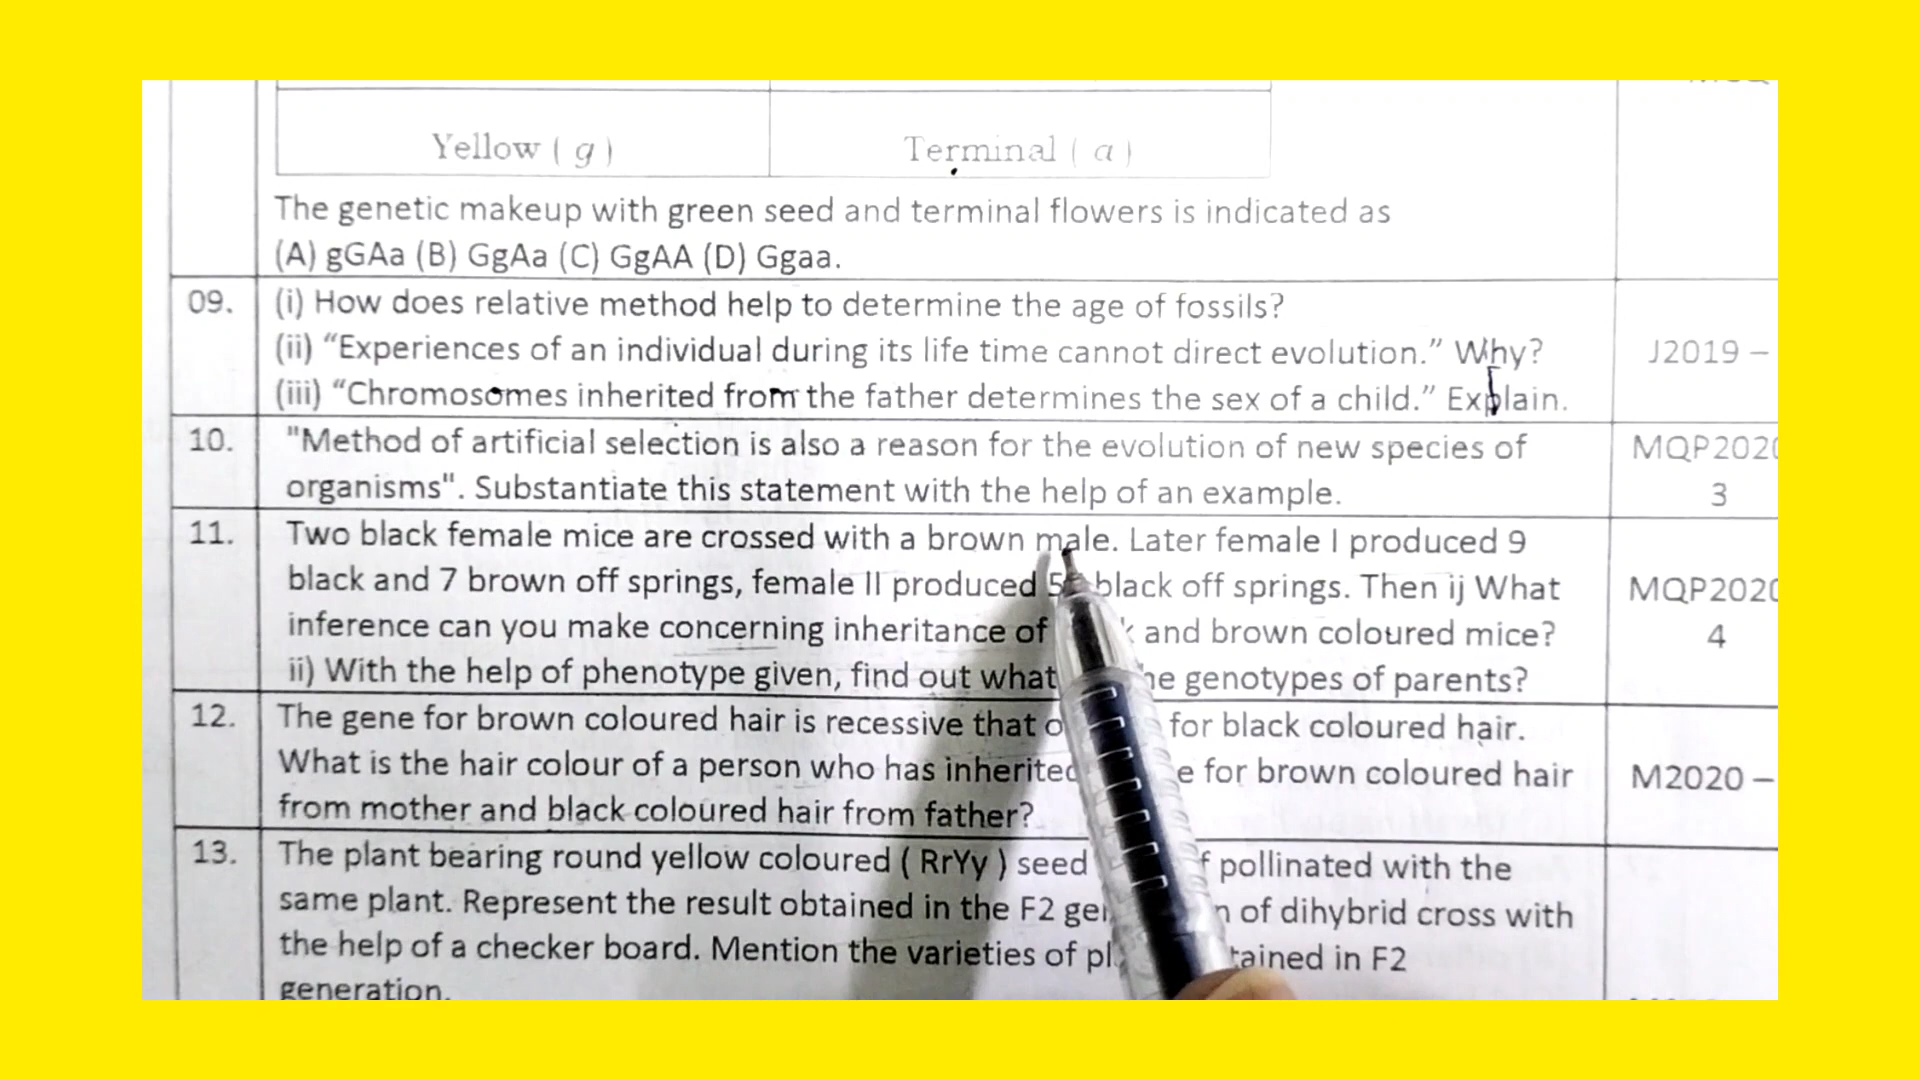 Yellow ( g )
Terminal ( a )
The genetic makeup with green seed and terminal flowers is indicated as
(A) gGAa (B) GgAa (C) GgAA (D) Ggaa.
09.
(i) How does relative method help to determine the age of fossils?
(ii) “Experiences of an individual during its life time cannot direct evolution.” Why?
J2019 –
(iii) “Chromosomes inherited from the father determines the sex of a child.” Explain.
10.
"Method of artificial selection is also a reason for the evolution of new species of
MQP2020
organisms". Substantiate this statement with the help of an example.
3
11.
Two black female mice are crossed with a brown male. Later female I produced 9
black and 7 brown off springs, female II produced black off springs. Then ij What
MQP2020
inference can you make concerning inheritance of and brown coloured mice?
4
ii) With the help of phenotype given, find out what genotypes of parents?
12.
The gene for brown coloured hair is recessive that for black coloured hair.
What is the hair colour of a person who has inherited for brown coloured hair
M2020 –
from mother and black coloured hair from father?
13.
The plant bearing round yellow coloured ( RrYy ) seed pollinated with the
same plant. Represent the result obtained in the F2 of dihybrid cross with
the help of a checker board. Mention the varieties of in F2
generation.